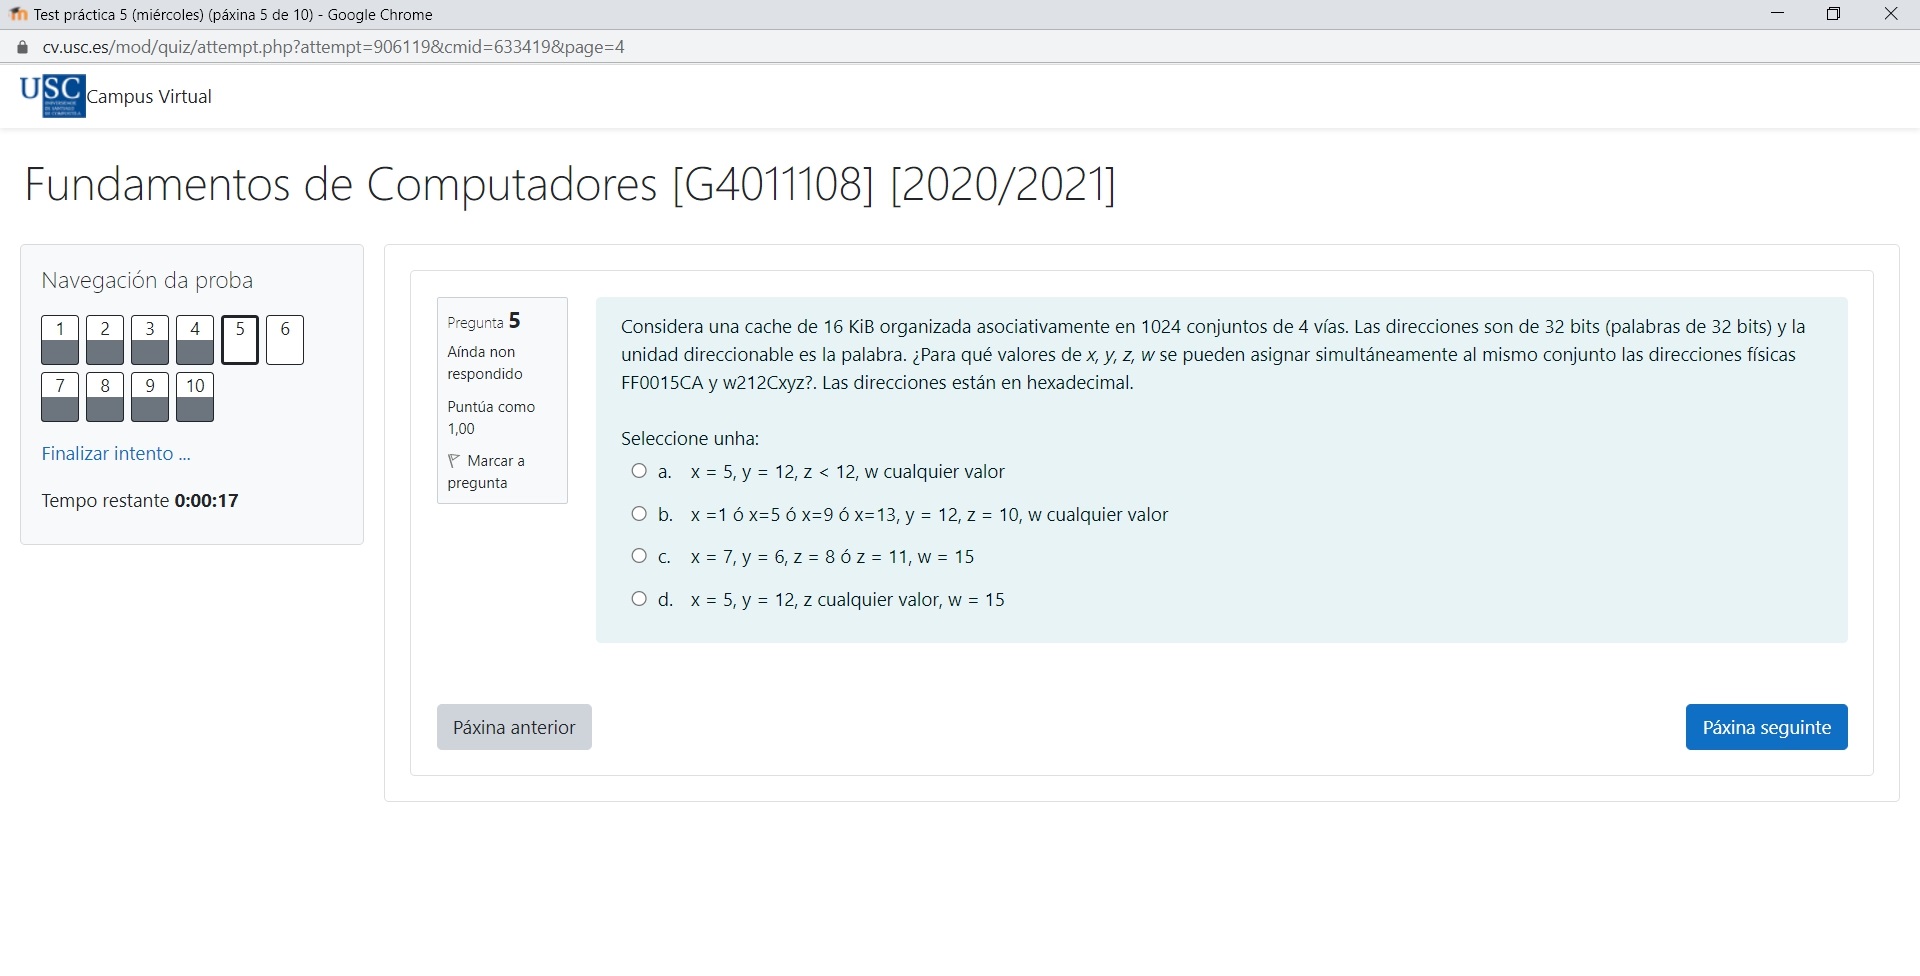 Test práctica 5 (miércoles) (páxina 5 de 10) - Google Chrome
cv.usc.es/mod/quiz/attempt.php?attempt=906119&cmid=633419&page=4
USC Campus Virtual
Fundamentos de Computadores [G4011108] [2020/2021]
Navegación da proba
1 2 3 4 5 6
7 8 9 10
Finalizar intento ...
Tempo restante 0:00:17
Pregunta 5
Aínda non
respondido
Puntúa como
1,00
Marcar a
pregunta
Considera una cache de 16 KiB organizada asociativamente en 1024 conjuntos de 4 vías. Las direcciones son de 32 bits (palabras de 32 bits) y la
unidad direccionable es la palabra. ¿Para qué valores de x, y, z, w se pueden asignar simultáneamente al mismo conjunto las direcciones físicas
FF0015CA y w212Cxyz?. Las direcciones están en hexadecimal.
Seleccione unha:
a. x = 5, y = 12, z < 12, w cualquier valor
b. x =1 ó x=5 ó x=9 ó x=13, y = 12, z = 10, w cualquier valor
c. x = 7, y = 6, z = 8 ó z = 11, w = 15
d. x = 5, y = 12, z cualquier valor, w = 15
Páxina anterior
Páxina seguinte